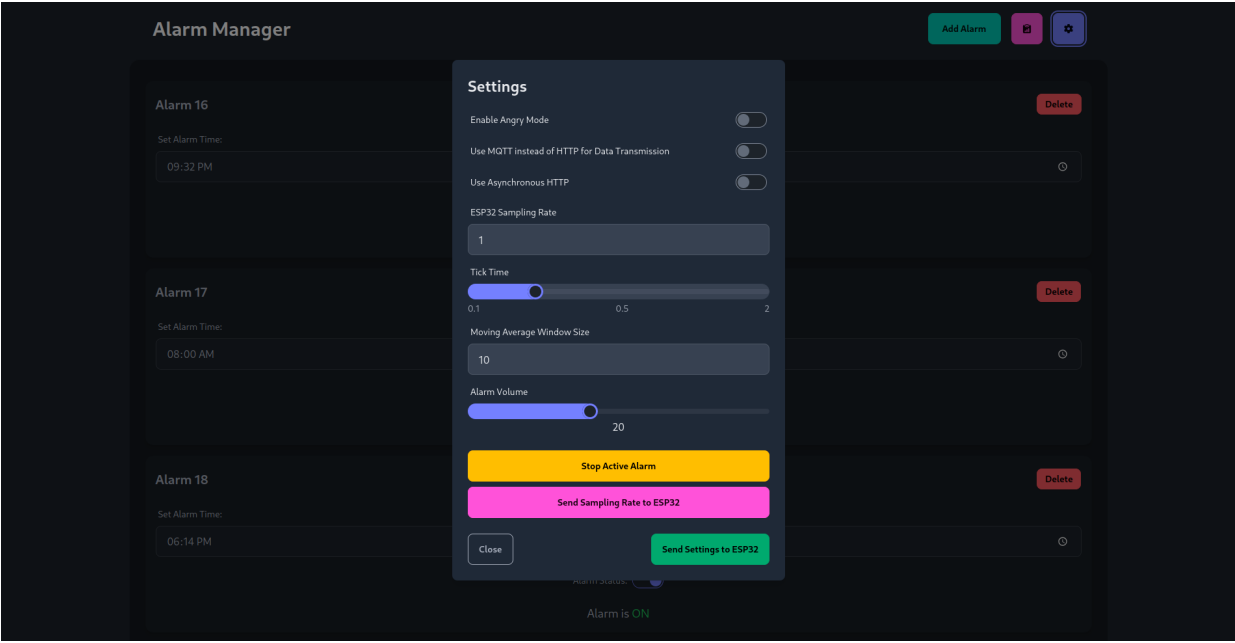 Alarm Manager
Add Alarm
Settings
Alarm 16
Delete
Enable Angry Mode
Set Alarm Time:
Use MQTT instead of HTTP for Data Transmission
09:32 PM
Use Asynchronous HTTP
ESP32 Sampling Rate
1
Tick Time
Alarm 17
Delete
0.1 0.5 2
Set Alarm Time:
Moving Average Window Size
08:00 AM
10
Alarm Volume
20
Stop Active Alarm
Alarm 18
Delete
Send Sampling Rate to ESP32
Set Alarm Time:
06:14 PM
Close
Send Settings to ESP32
Alarm Status:
Alarm is ON